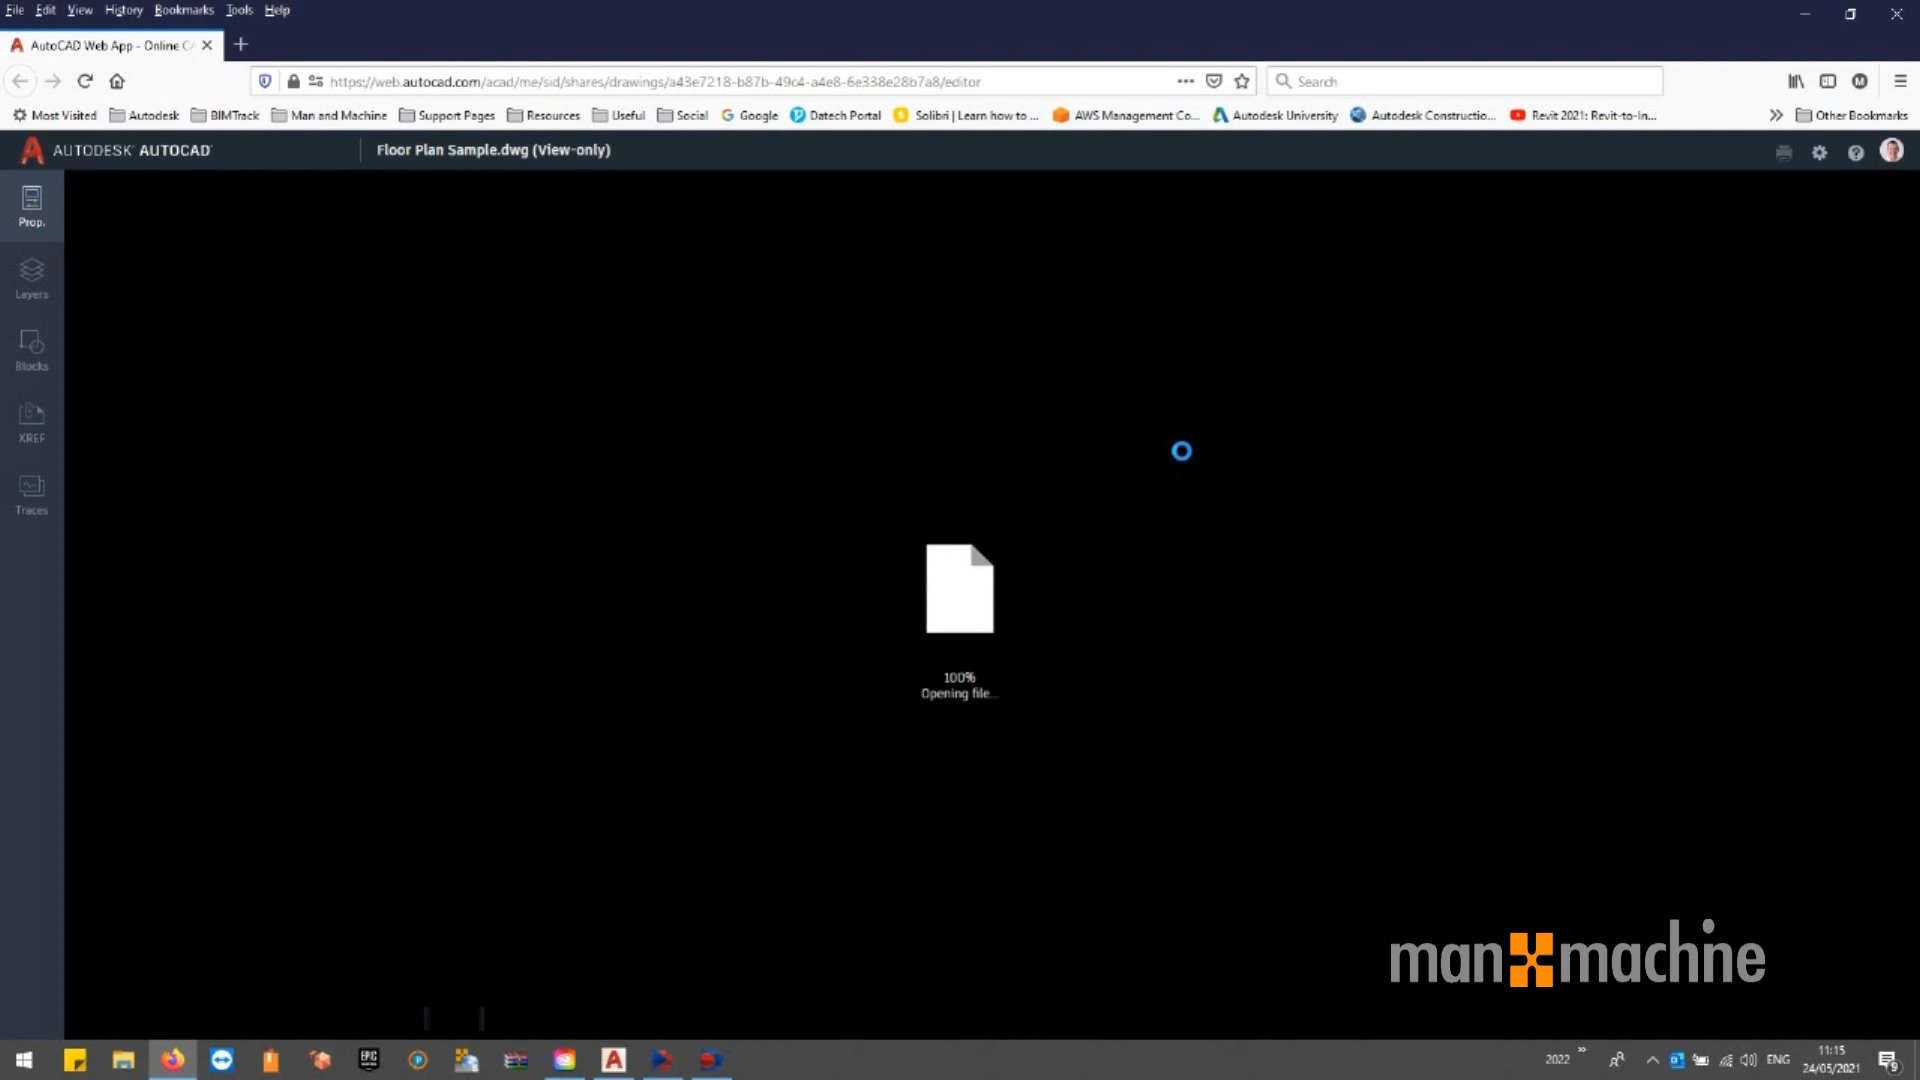 File Edit View History Bookmarks Tools Help
AutoCAD Web App - Online C
https://web.autocad.com/acad/me/sid/shares/drawings/a43e7218-b87b-49c4-a4e8-6e338e28b7a8/editor
Search
Most Visited Autodesk BIMTrack Man and Machine Support Pages Resources Useful Social Google Datech Portal Solibri | Learn how to ... AWS Management Co... Autodesk University Autodesk Constructio... Revit 2021: Revit-to-In... Other Bookmarks
AUTODESK AUTOCAD Floor Plan Sample.dwg (View-only)
Prop.
Layers
Blocks
XREF
Traces
100%
Opening file...
man machine
EPIC
2022 ENG
11:15
24/05/2021
9